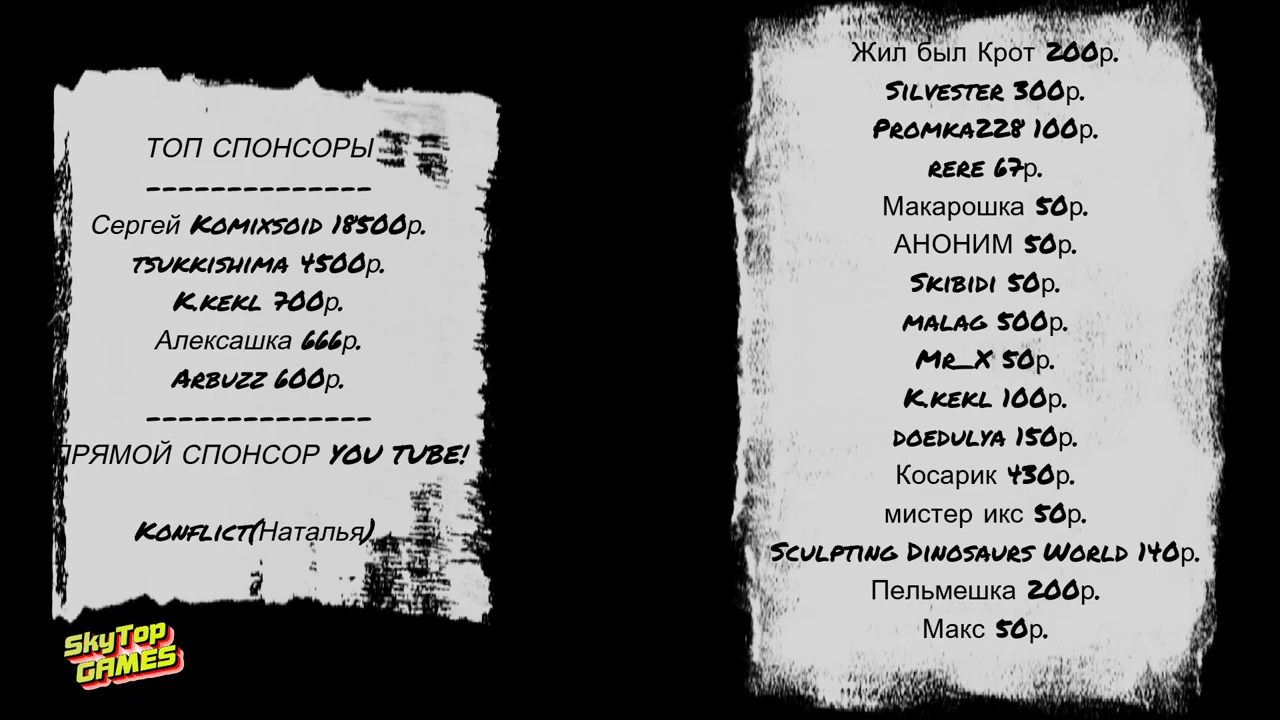 ТОП СПОНСОРЫ
--------------
Сергей Komixsoid 18500р.
tsukkishima 4500р.
K.kekl 700р.
Алексашка 666р.
Arbuzz 600р.
--------------
ПРЯМОЙ СПОНСОР YOU TUBE!
Konflict(Наталья)
SkyTop
GAMES
Жил был Крот 200р.
Silvester 300р.
Promka228 100р.
rere 67р.
Макарошка 50р.
АНОНИМ 50р.
Skibidi 50р.
malag 500р.
Mr_X 50р.
K.kekl 100р.
doedulya 150р.
Косарик 430р.
мистер икс 50р.
Sculpting Dinosaurs World 140р.
Пельмешка 200р.
Макс 50р.